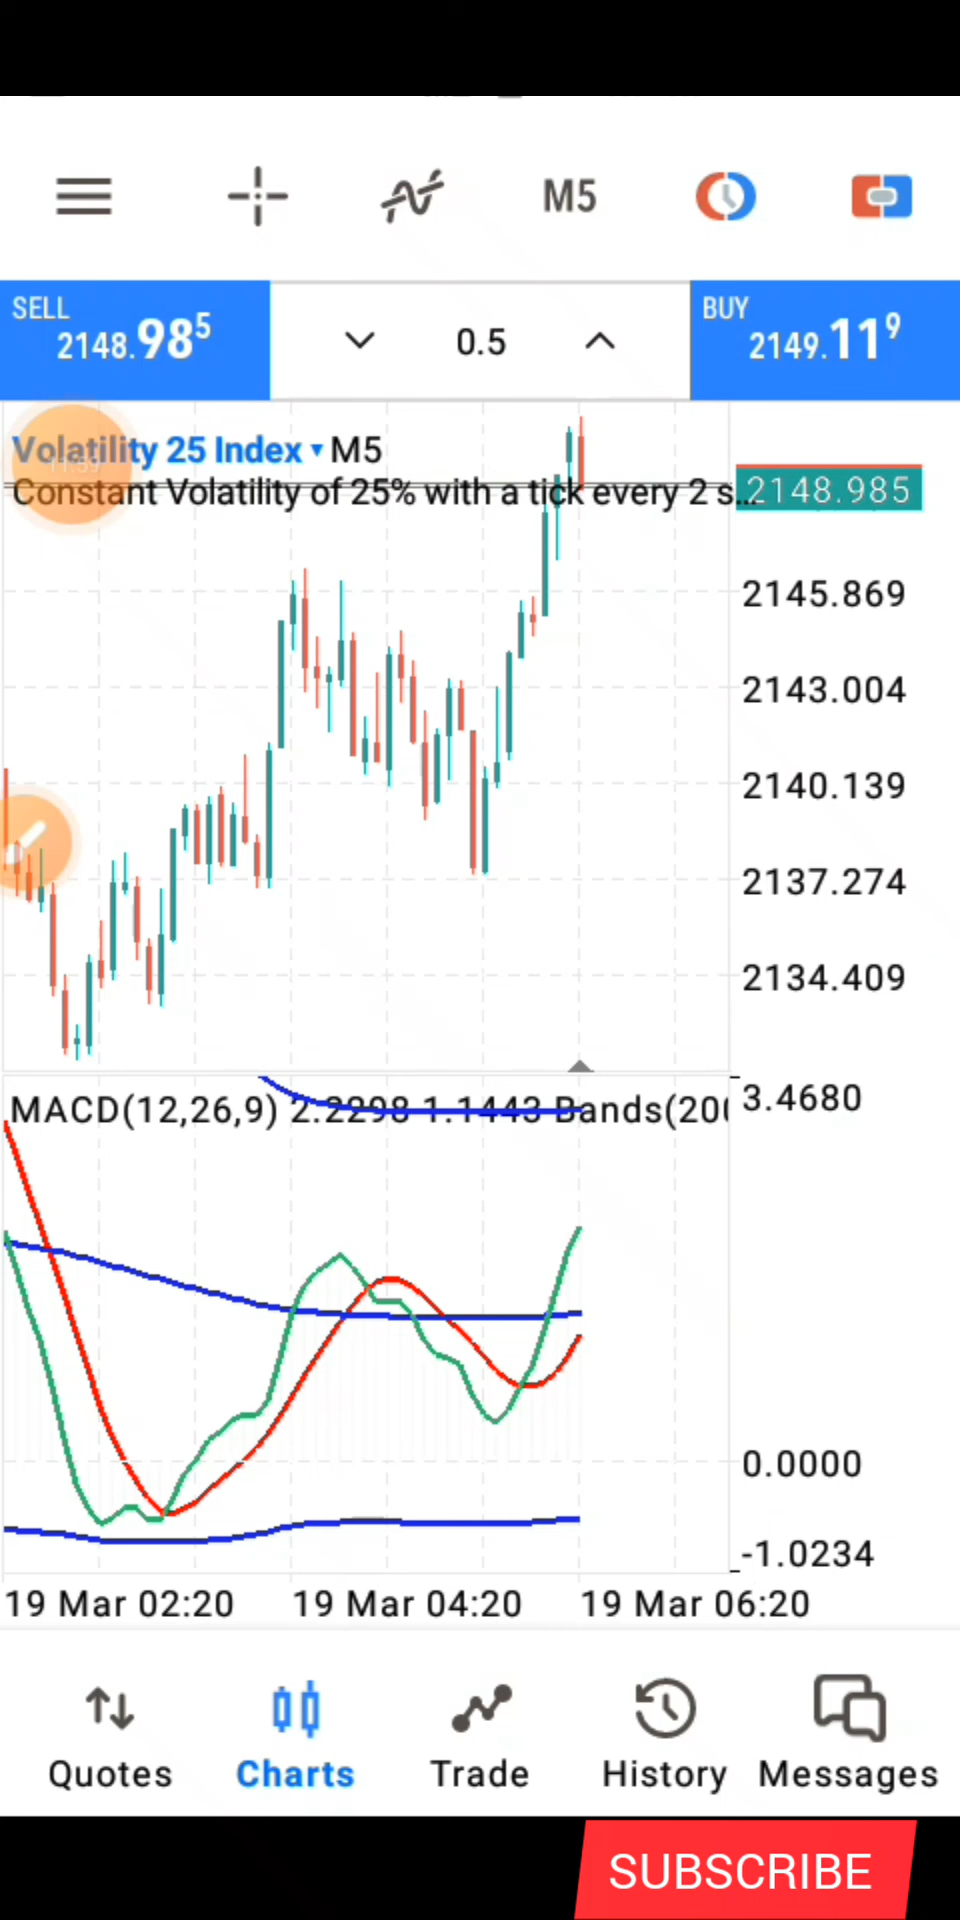 M5
SELL
2148.985
0.5
BUY
2149.119
Volatility 25 Index ▾ M5
Constant Volatility of 25% with a tick every 2 s...
2148.985
2145.869
2143.004
2140.139
2137.274
2134.409
MACD(12,26,9) 2.2298 1.1443 Bands(200
3.4680
0.0000
-1.0234
19 Mar 02:20
19 Mar 04:20
19 Mar 06:20
Quotes
Charts
Trade
History
Messages
SUBSCRIBE